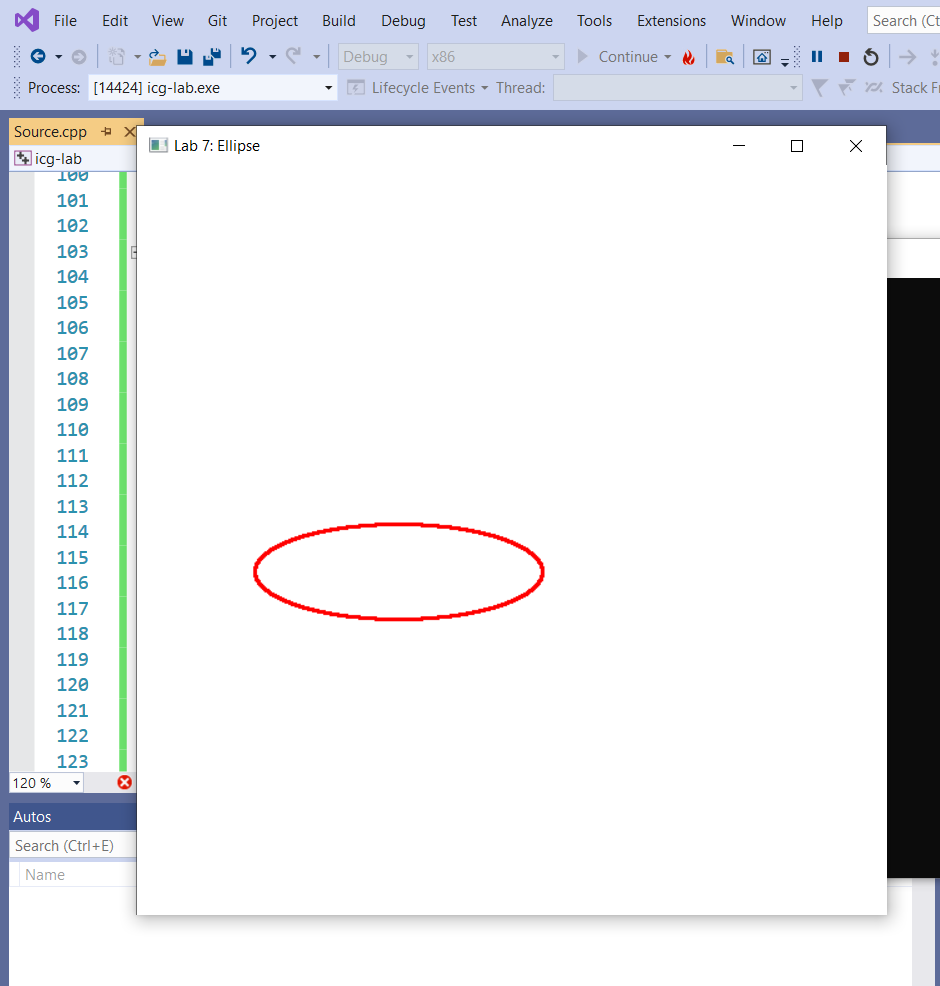 File Edit View Git Project Build Debug Test Analyze Tools Extensions Window Help Search (Ct
Debug x86 Continue
Process: [14424] icg-lab.exe Lifecycle Events Thread: Stack Fr
Source.cpp
Lab 7: Ellipse
icg-lab
100
101
102
103
104
105
106
107
108
109
110
111
112
113
114
115
116
117
118
119
120
121
122
123
120 %
Autos
Search (Ctrl+E)
Name